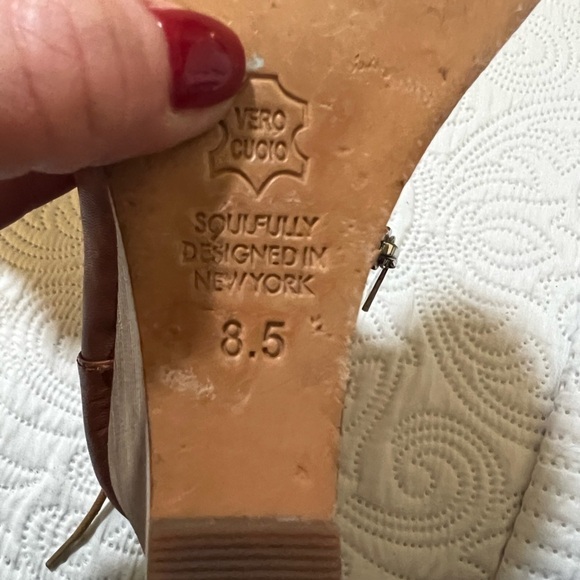 VERO
CUOIO
SOULFULLY
DESIGNED IN
NEW YORK
8.5